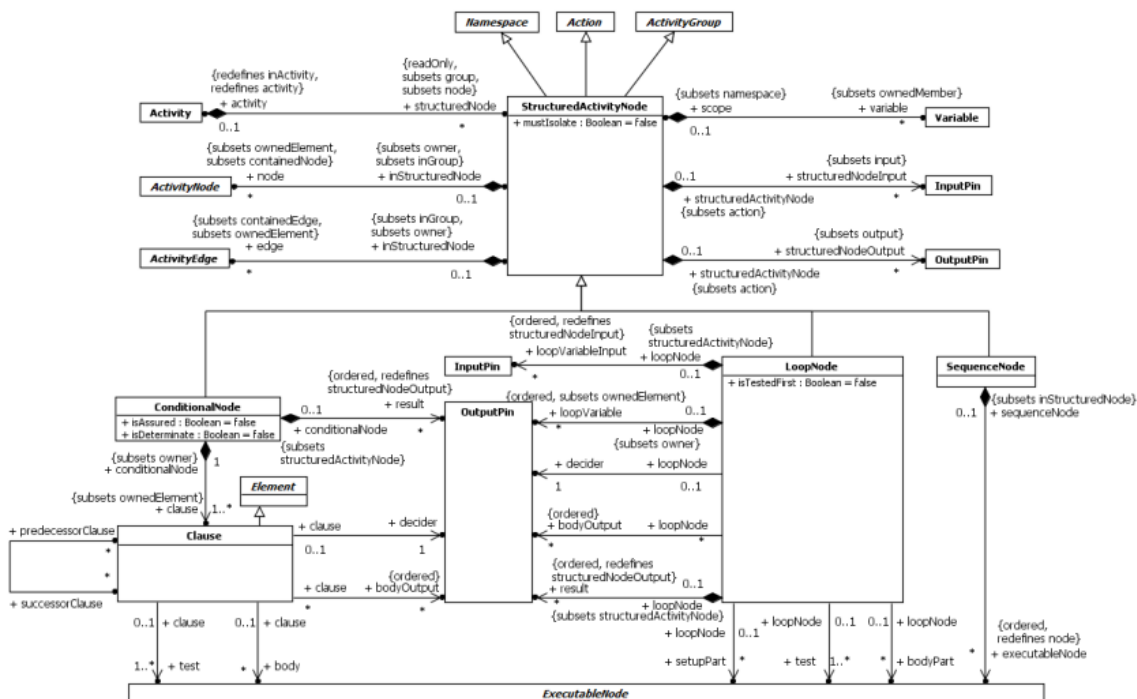 Namespace
Action
ActivityGroup
{redefines inActivity,
redefines activity}
+ activity
0..1
Activity
{readOnly,
subsets group,
subsets node}
+ structuredNode
*
StructuredActivityNode
+ mustIsolate : Boolean = false
{subsets namespace}
+ scope
0..1
{subsets ownedMember}
+ variable
*
Variable
{subsets ownedElement,
subsets containedNode}
+ node
*
ActivityNode
{subsets owner,
subsets inGroup}
+ inStructuredNode
0..1
0..1
+ structuredActivityNode
{subsets action}
{subsets input}
+ structuredNodeInput
*
InputPin
{subsets containedEdge,
subsets ownedElement}
+ edge
*
ActivityEdge
{subsets inGroup,
subsets owner}
+ inStructuredNode
0..1
0..1
+ structuredActivityNode
{subsets action}
{subsets output}
+ structuredNodeOutput
*
OutputPin
{ordered, redefines
structuredNodeInput}
+ loopVariableInput
*
InputPin
{subsets
structuredActivityNode}
+ loopNode
0..1
LoopNode
+ isTestedFirst : Boolean = false
SequenceNode
{subsets inStructuredNode}
0..1
+ sequenceNode
ConditionalNode
+ isAssured : Boolean = false
+ isDeterminate : Boolean = false
{ordered, redefines
structuredNodeOutput}
+ result
*
0..1
+ conditionalNode
{subsets
structuredActivityNode}
OutputPin
{ordered, subsets ownedElement}
+ loopVariable
*
0..1
+ loopNode
{subsets owner}
{subsets owner}
+ conditionalNode
1
{subsets ownedElement}
+ clause
1..*
Element
+ decider
1
+ loopNode
0..1
Clause
+ predecessorClause
*
*
+ successorClause
+ clause
0..1
+ decider
1
{ordered}
+ bodyOutput
*
+ loopNode
*
+ clause
*
{ordered}
+ bodyOutput
*
{ordered, redefines
structuredNodeOutput}
+ result
*
0..1
+ loopNode
{subsets structuredActivityNode}
0..1
+ clause
1..*
+ test
0..1
+ clause
*
+ body
+ loopNode
0..1
+ setupPart
*
+ loopNode
0..1
+ test
1..*
0..1
+ loopNode
*
+ bodyPart
{ordered,
redefines node}
*
+ executableNode
ExecutableNode